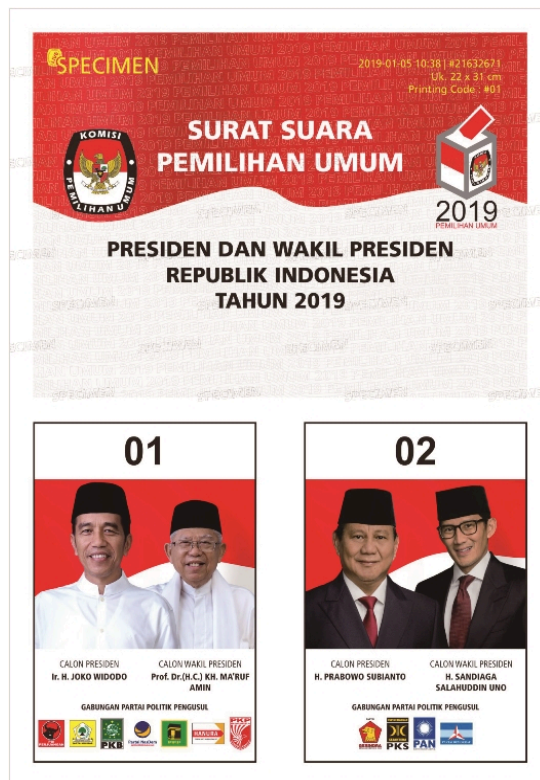 SPECIMEN
2019-01-05 10:38 | #21632671
Uk. 22 x 31 cm
Printing Code : #01
KOMISI
PEMILIHAN UMUM
SURAT SUARA
PEMILIHAN UMUM
2019
PEMILIHAN UMUM
PRESIDEN DAN WAKIL PRESIDEN
REPUBLIK INDONESIA
TAHUN 2019
01
CALON PRESIDEN
Ir. H. JOKO WIDODO
CALON WAKIL PRESIDEN
Prof. Dr.(H.C.) KH. MA'RUF
AMIN
GABUNGAN PARTAI POLITIK PENGUSUL
PKB
HANURA
PKP
02
CALON PRESIDEN
H. PRABOWO SUBIANTO
CALON WAKIL PRESIDEN
H. SANDIAGA
SALAHUDDIN UNO
GABUNGAN PARTAI POLITIK PENGUSUL
GERINDRA
PKS
PAN